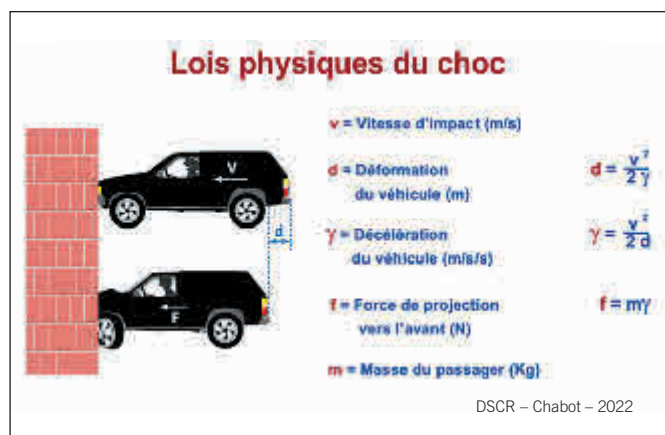 Lois physiques du choc
v = Vitesse d'impact (m/s)
d = Déformation
du véhicule (m)
d = v²/2γ
γ = Décélération
du véhicule (m/s/s)
γ = v²/2d
f = Force de projection
vers l'avant (N)
f = mγ
m = Masse du passager (Kg)
V
d
F
DSCR – Chabot – 2022